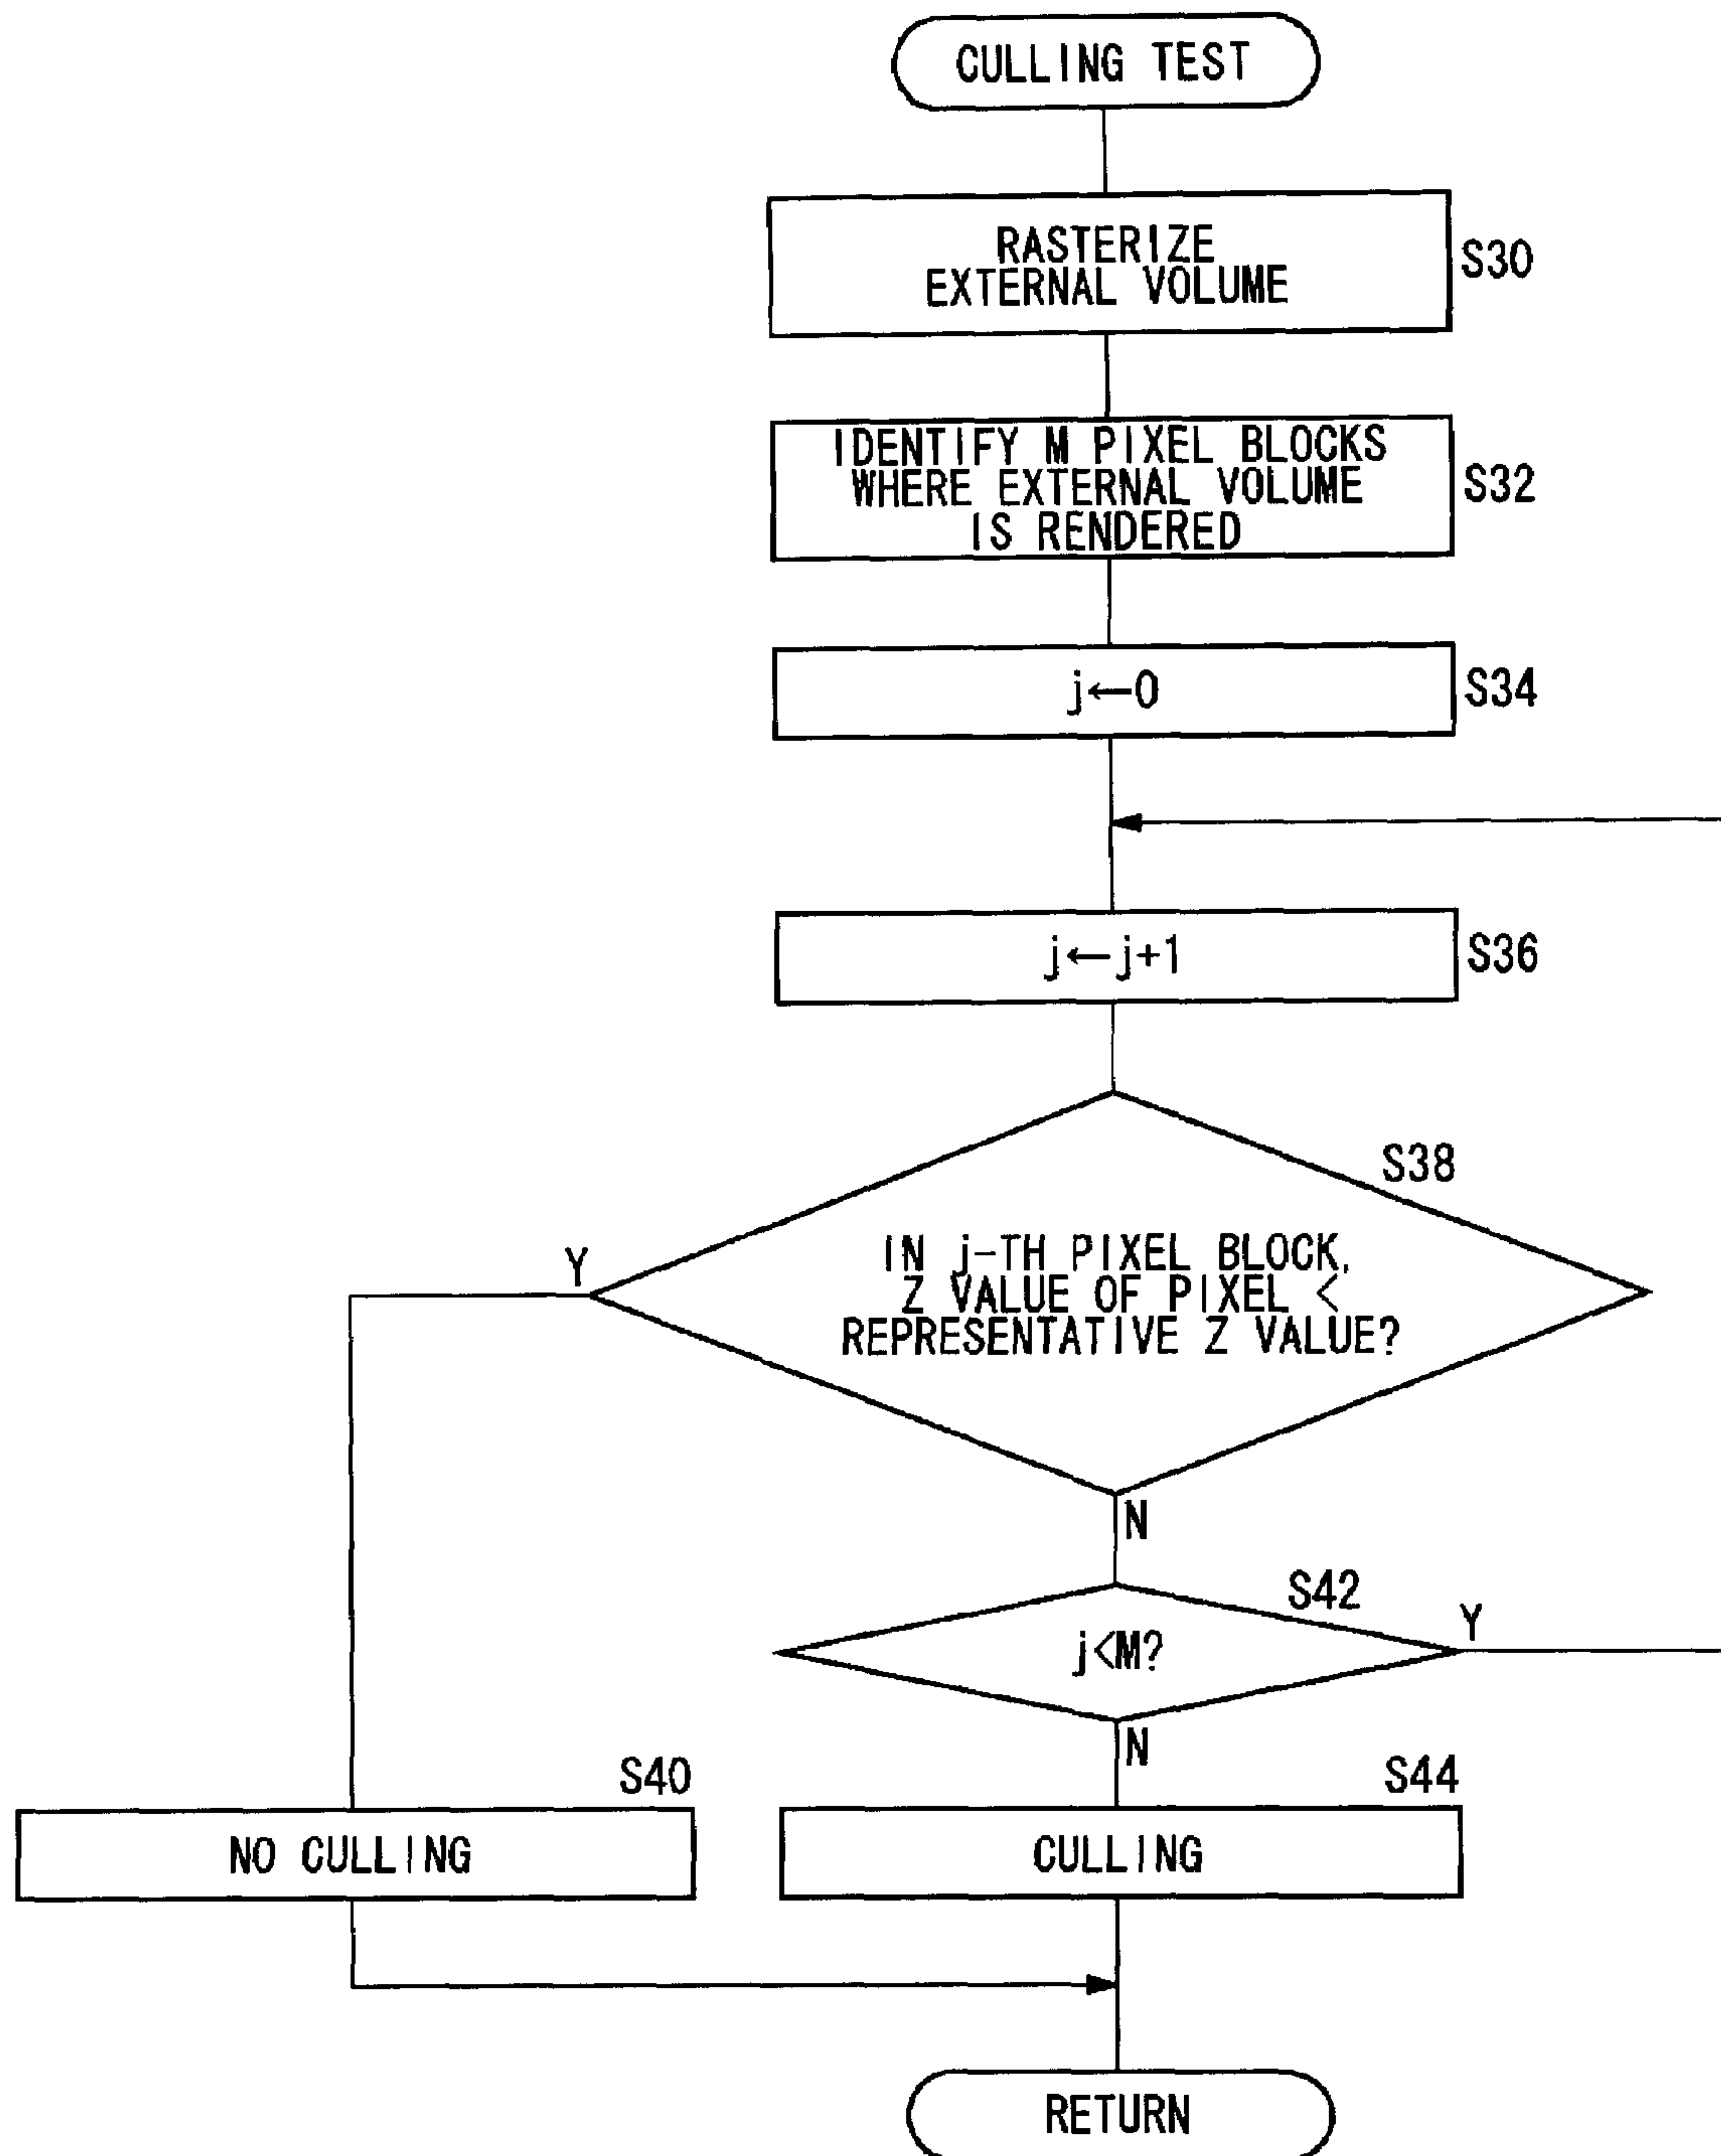 CULLING TEST
RASTERIZE
EXTERNAL VOLUME
S30
IDENTIFY M PIXEL BLOCKS
WHERE EXTERNAL VOLUME
IS RENDERED
S32
j←0
S34
j←j+1
S36
S38
IN j-TH PIXEL BLOCK,
Z VALUE OF PIXEL <
REPRESENTATIVE Z VALUE?
Y
N
S42
j<M?
Y
N
S40
NO CULLING
S44
CULLING
RETURN